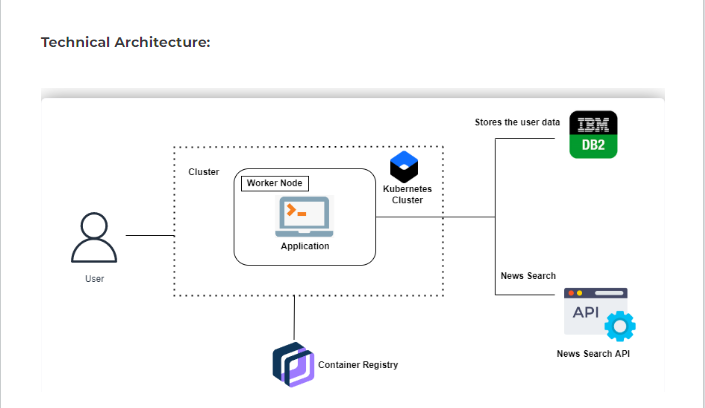 Technical Architecture:
Stores the user data
IBM
DB2
Cluster
Worker Node
Kubernetes
Cluster
Application
User
News Search
API
News Search API
Container Registry